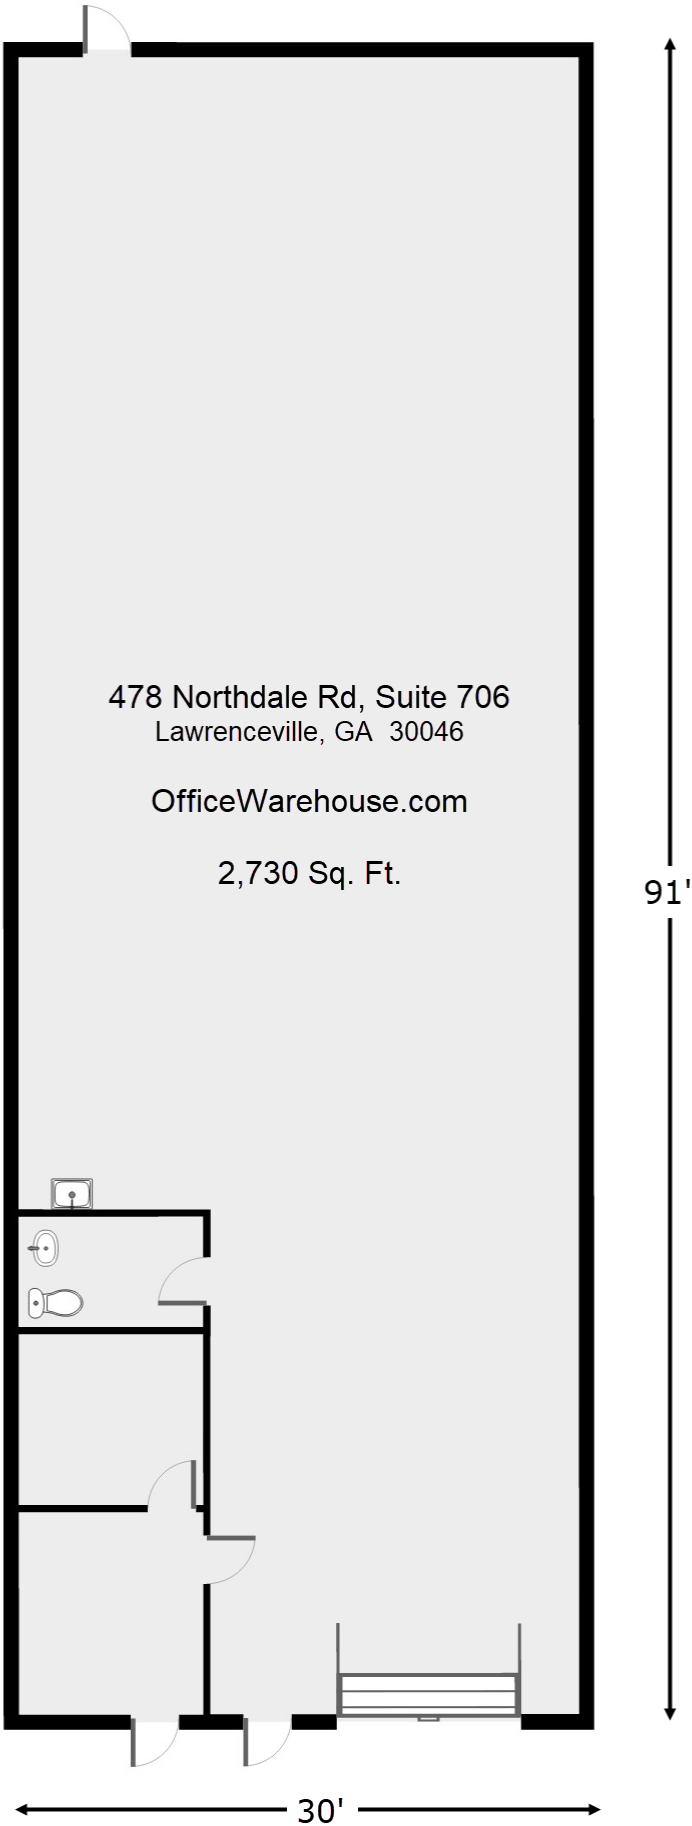 478 Northdale Rd, Suite 706
Lawrenceville, GA  30046
OfficeWarehouse.com
2,730 Sq. Ft.
91'
30'